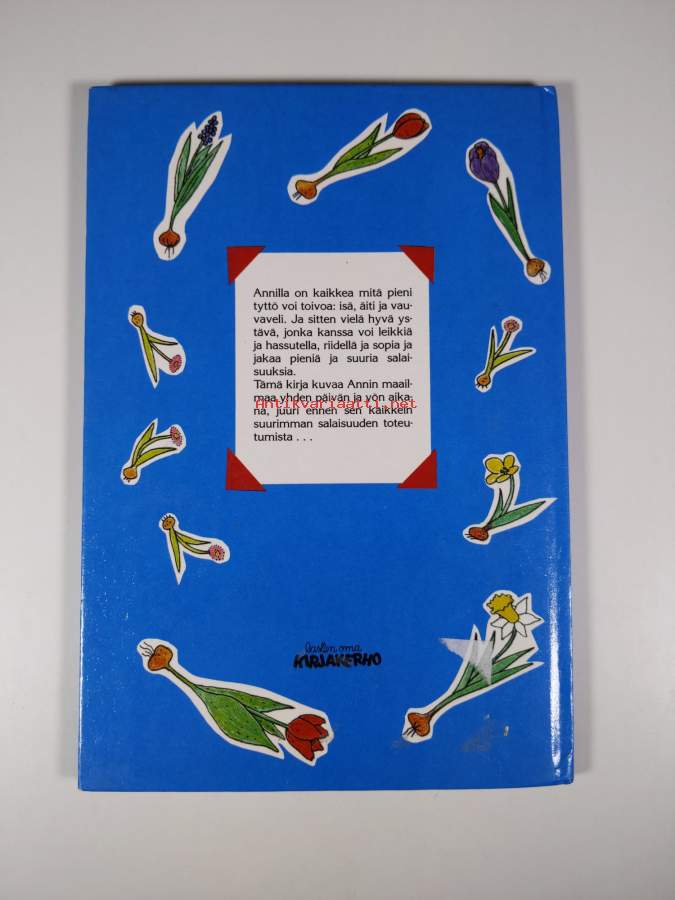 Annilla on kaikkea mitä pieni
tyttö voi toivoa: isä, äiti ja vau-
vaveli. Ja sitten vielä hyvä ys-
tävä, jonka kanssa voi leikkiä
ja hassutella, riidellä ja sopia ja
jakaa pieniä ja suuria salai-
suuksia.
Tämä kirja kuvaa Annin maail-
maa yhden päivän ja yön aika-
Antikvariaatti.net
na, juuri ennen sen kaikkein
suurimman salaisuuden toteu-
tumista . . .
lasten oma
KIRJAKERHO